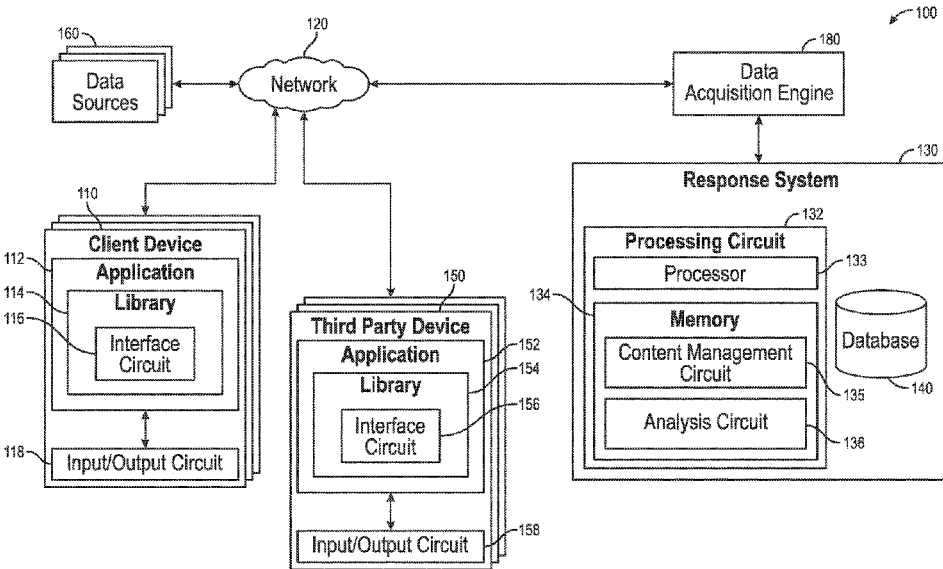 100
160
120
180
Data
Sources
Network
Data
Acquisition Engine
130
Response System
110
Client Device
112
Application
114
Library
116
Interface
Circuit
118
Input/Output Circuit
150
Third Party Device
Application
152
Library
154
Interface
Circuit
156
Input/Output Circuit
158
132
Processing Circuit
Processor
133
134
Memory
Content Management
Circuit
135
Analysis Circuit
136
Database
140